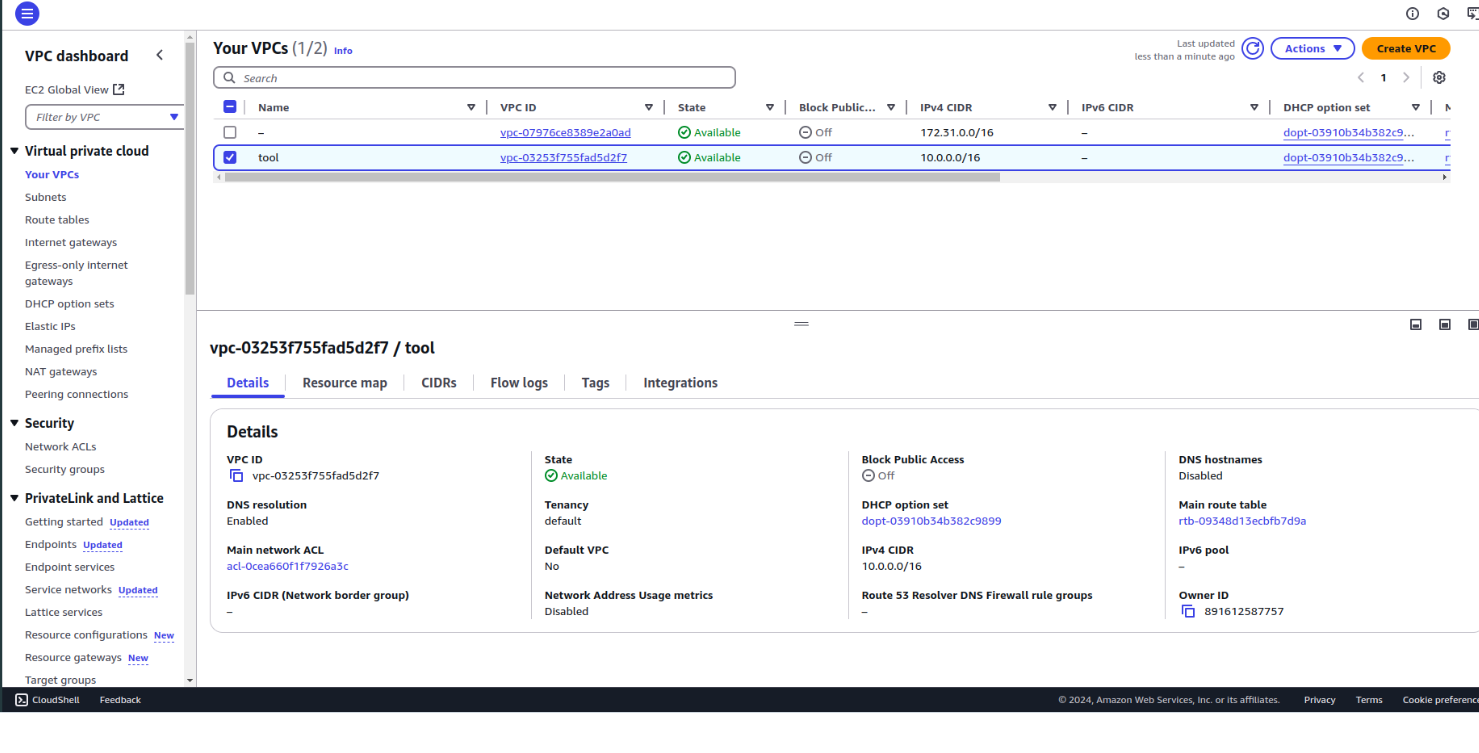 VPC dashboard
EC2 Global View
Filter by VPC
Virtual private cloud
Your VPCs
Subnets
Route tables
Internet gateways
Egress-only internet
gateways
DHCP option sets
Elastic IPs
Managed prefix lists
NAT gateways
Peering connections
Security
Network ACLs
Security groups
PrivateLink and Lattice
Getting started Updated
Endpoints Updated
Endpoint services
Service networks Updated
Lattice services
Resource configurations New
Resource gateways New
Target groups
Your VPCs (1/2) Info
Last updated
less than a minute ago
Actions
Create VPC
Search
1
Name VPC ID State Block Public... IPv4 CIDR IPv6 CIDR DHCP option set
– vpc-07976ce8389e2a0ad Available Off 172.31.0.0/16 – dopt-03910b34b382c9...
tool vpc-03253f755fad5d2f7 Available Off 10.0.0.0/16 – dopt-03910b34b382c9...
vpc-03253f755fad5d2f7 / tool
Details Resource map CIDRs Flow logs Tags Integrations
Details
VPC ID
vpc-03253f755fad5d2f7
State
Available
Block Public Access
Off
DNS hostnames
Disabled
DNS resolution
Enabled
Tenancy
default
DHCP option set
dopt-03910b34b382c9899
Main route table
rtb-09348d13ecbfb7d9a
Main network ACL
acl-0cea660f1f7926a3c
Default VPC
No
IPv4 CIDR
10.0.0.0/16
IPv6 pool
–
IPv6 CIDR (Network border group)
–
Network Address Usage metrics
Disabled
Route 53 Resolver DNS Firewall rule groups
–
Owner ID
891612587757
CloudShell Feedback © 2024, Amazon Web Services, Inc. or its affiliates. Privacy Terms Cookie preference